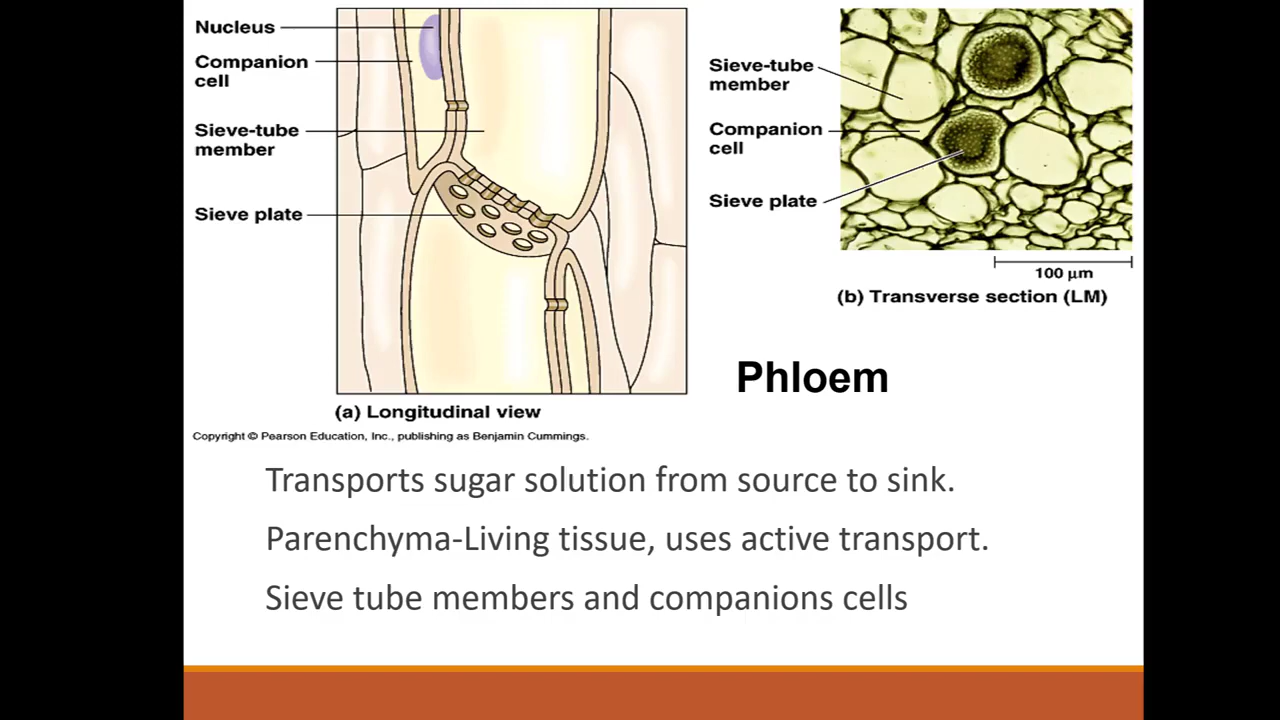 Nucleus
Companion
cell
Sieve-tube
member
Sieve plate
(a) Longitudinal view
Copyright © Pearson Education, Inc., publishing as Benjamin Cummings.
Sieve-tube
member
Companion
cell
Sieve plate
100 µm
(b) Transverse section (LM)
Phloem
Transports sugar solution from source to sink.
Parenchyma-Living tissue, uses active transport.
Sieve tube members and companions cells